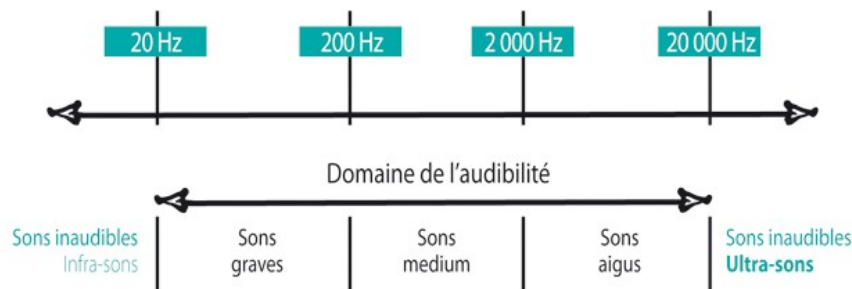 20 Hz 200 Hz 2 000 Hz 20 000 Hz
Domaine de l'audibilité
Sons inaudibles Sons Sons Sons Sons inaudibles
Infra-sons graves medium aigus Ultra-sons